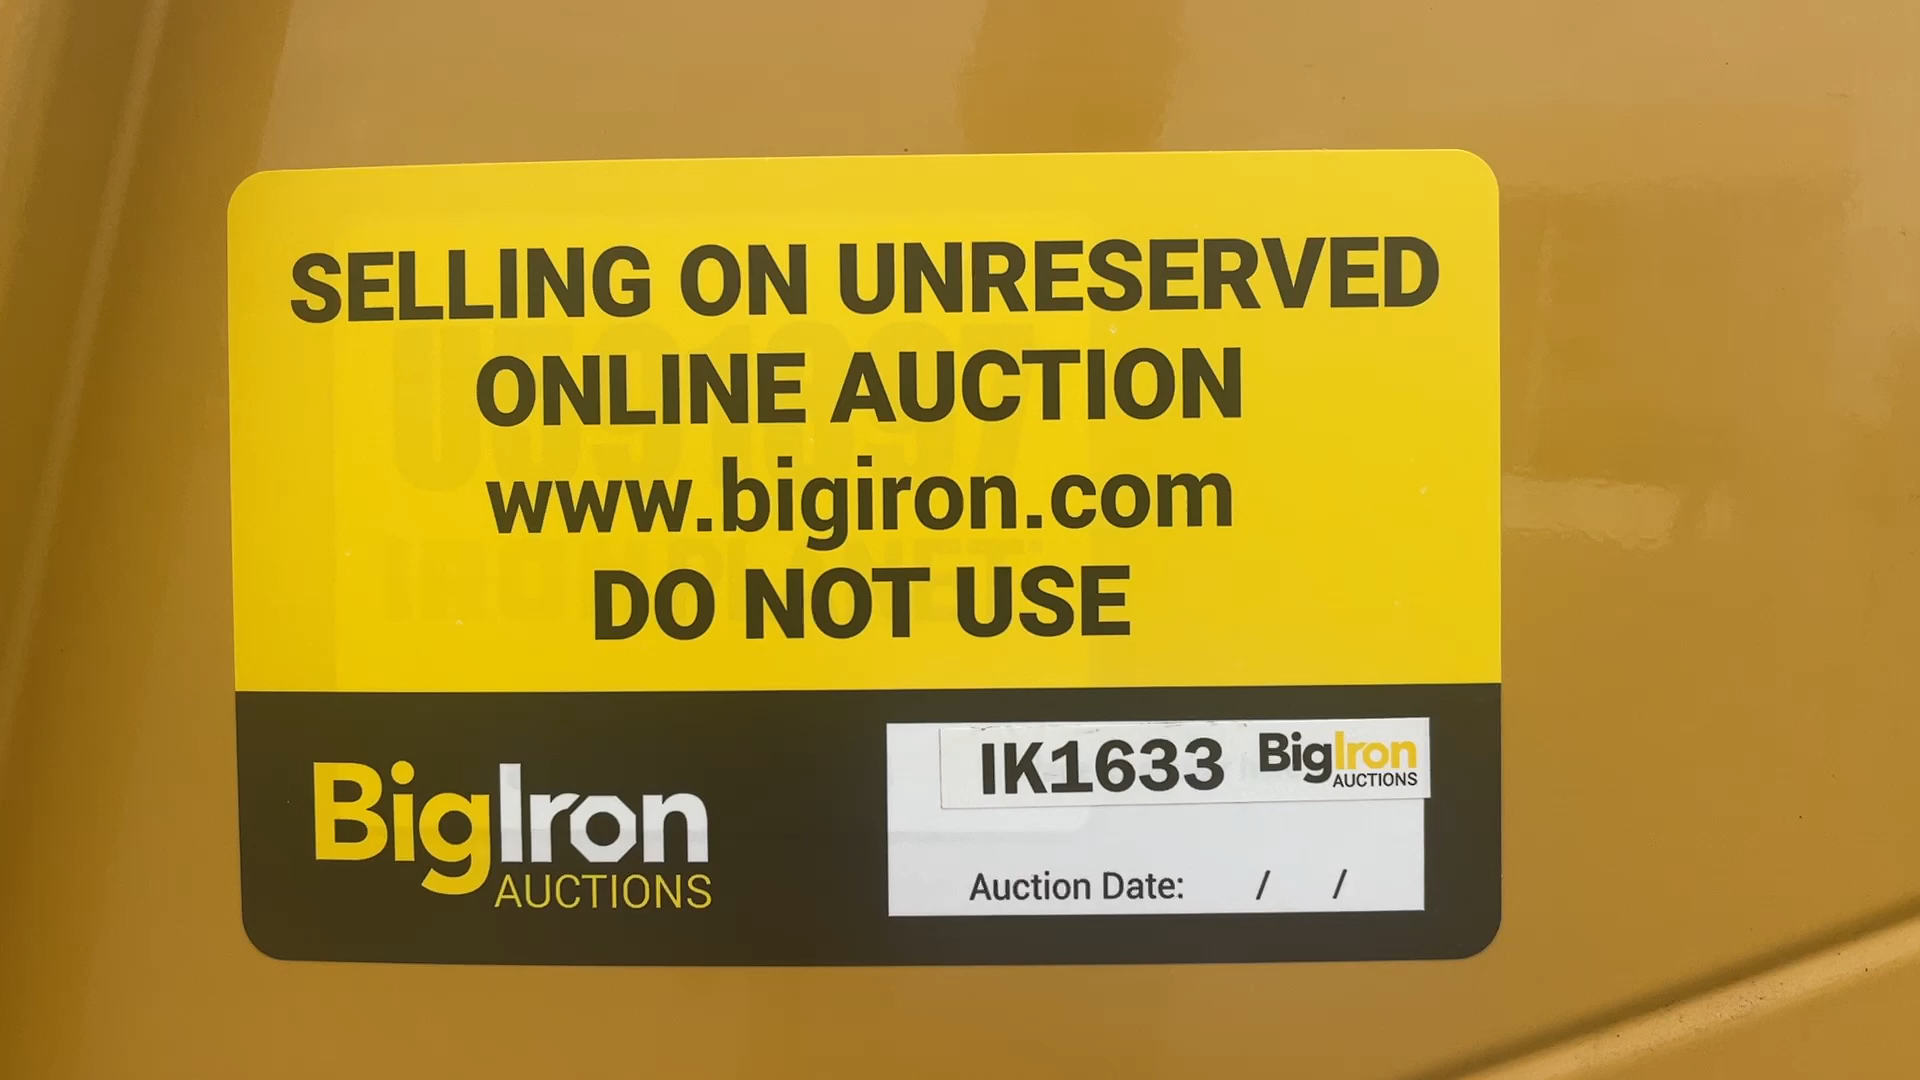 SELLING ON UNRESERVED
ONLINE AUCTION
www.bigiron.com
DO NOT USE
BigIron
AUCTIONS
IK1633 BigIron
AUCTIONS
Auction Date: / /